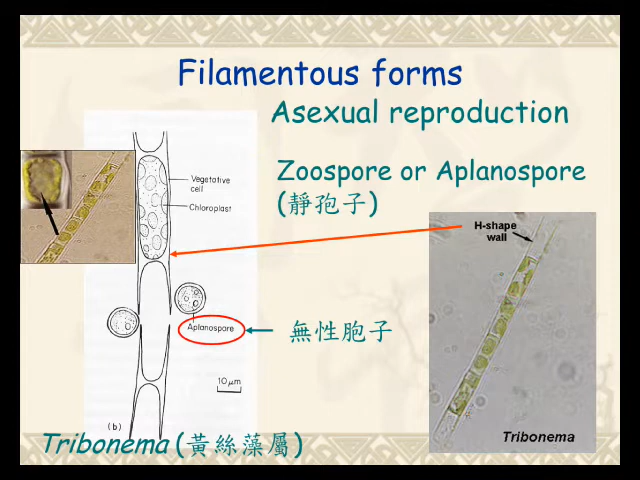 Filamentous forms
Asexual reproduction
Zoospore or Aplanospore
(靜孢子)
Vegetative
cell
Chloroplast
H-shape
wall
Aplanospore
無性胞子
10 µm
(b)
Tribonema
Tribonema (黃絲藻屬)